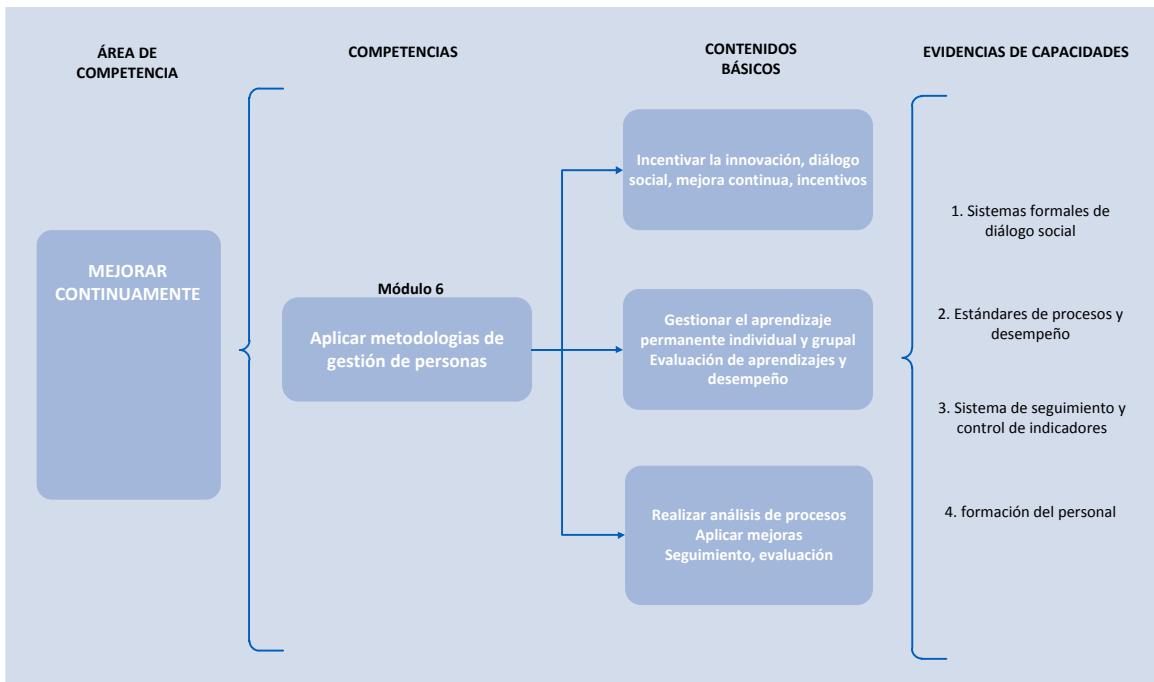 ÁREA DE
COMPETENCIA
COMPETENCIAS
CONTENIDOS
BÁSICOS
EVIDENCIAS DE CAPACIDADES
MEJORAR
CONTINUAMENTE
Módulo 6
Aplicar metodologias de
gestión de personas
Incentivar la innovación, diálogo
social, mejora continua, incentivos
Gestionar el aprendizaje
permanente individual y grupal
Evaluación de aprendizajes y
desempeño
Realizar análisis de procesos
Aplicar mejoras
Seguimiento, evaluación
1. Sistemas formales de
diálogo social
2. Estándares de procesos y
desempeño
3. Sistema de seguimiento y
control de indicadores
4. formación del personal